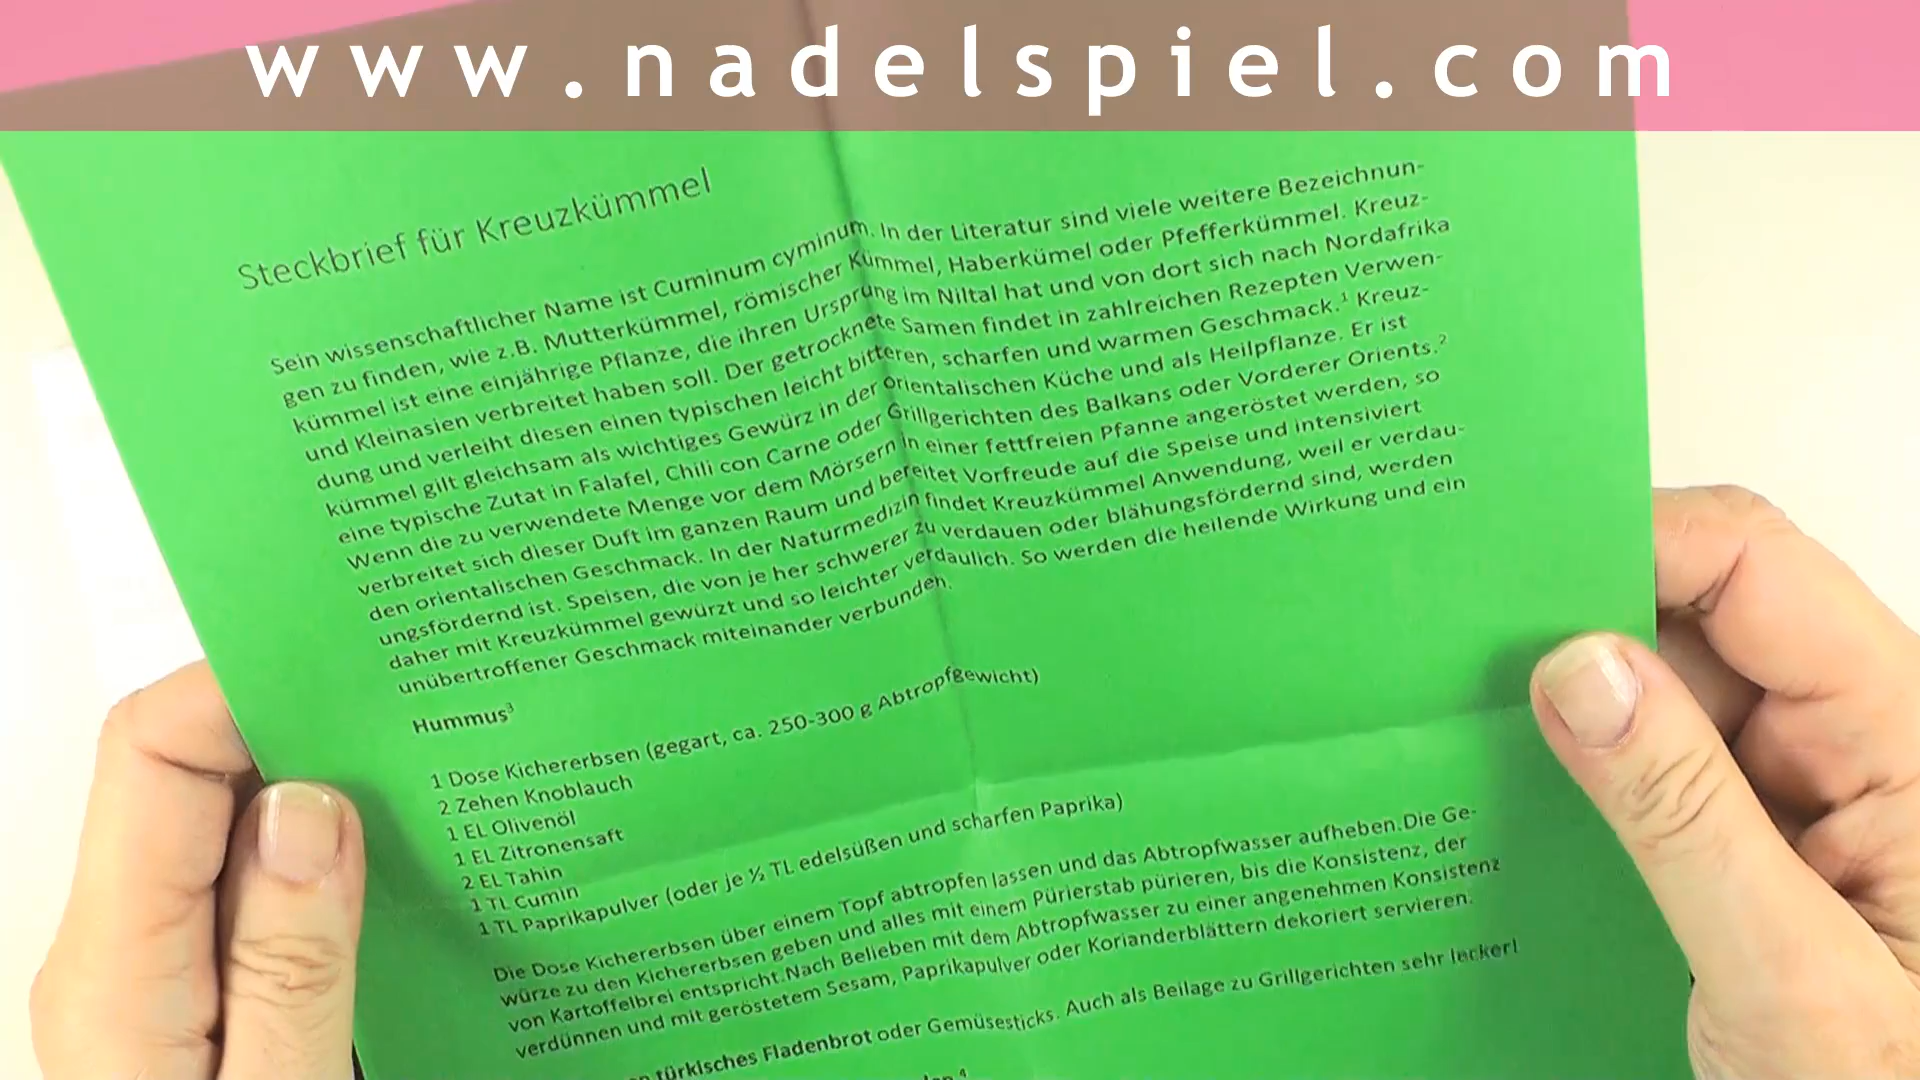 www.nadelspiel.com
Steckbrief für Kreuzkümmel
Sein wissenschaftlicher Name ist Cuminum cyminum. In der Literatur sind viele weitere Bezeichnun-
gen zu finden, wie z.B. Mutterkümmel, römischer Kümmel, Haberkümel oder Pfefferkümmel. Kreuz-
kümmel ist eine einjährige Pflanze, die ihren Ursprung im Niltal hat und von dort sich nach Nordafrika
und Kleinasien verbreitet haben soll. Der getrocknete Samen findet in zahlreichen Rezepten Verwen-
dung und verleiht diesen einen typischen leicht bitteren, scharfen und warmen Geschmack.¹ Kreuz-
kümmel gilt gleichsam als wichtiges Gewürz in der orientalischen Küche und als Heilpflanze. Er ist
eine typische Zutat in Falafel, Chili con Carne oder Grillgerichten des Balkans oder Vorderer Orients.²
Wenn die zu verwendete Menge vor dem Mörsern in einer fettfreien Pfanne angeröstet werden, so
verbreitet sich dieser Duft im ganzen Raum und bereitet Vorfreude auf die Speise und intensiviert
den orientalischen Geschmack. In der Naturmedizin findet Kreuzkümmel Anwendung, weil er verdau-
ungsfördernd ist. Speisen, die von je her schwerer zu verdauen oder blähungsfördernd sind, werden
daher mit Kreuzkümmel gewürzt und so leichter verdaulich. So werden die heilende Wirkung und ein
unübertroffener Geschmack miteinander verbunden.
Hummus³
1 Dose Kichererbsen (gegart, ca. 250-300 g Abtropfgewicht)
2 Zehen Knoblauch
1 EL Olivenöl
1 EL Zitronensaft
2 EL Tahin
1 TL Cumin
1 TL Paprikapulver (oder je ½ TL edelsüßen und scharfen Paprika)
Die Dose Kichererbsen über einem Topf abtropfen lassen und das Abtropfwasser aufheben.Die Ge-
würze zu den Kichererbsen geben und alles mit einem Pürierstab pürieren, bis die Konsistenz, der
von Kartoffelbrei entspricht.Nach Belieben mit dem Abtropfwasser zu einer angenehmen Konsistenz
verdünnen und mit geröstetem Sesam, Paprikapulver oder Korianderblättern dekoriert servieren.
türkisches Fladenbrot oder Gemüsesticks. Auch als Beilage zu Grillgerichten sehr lecker!